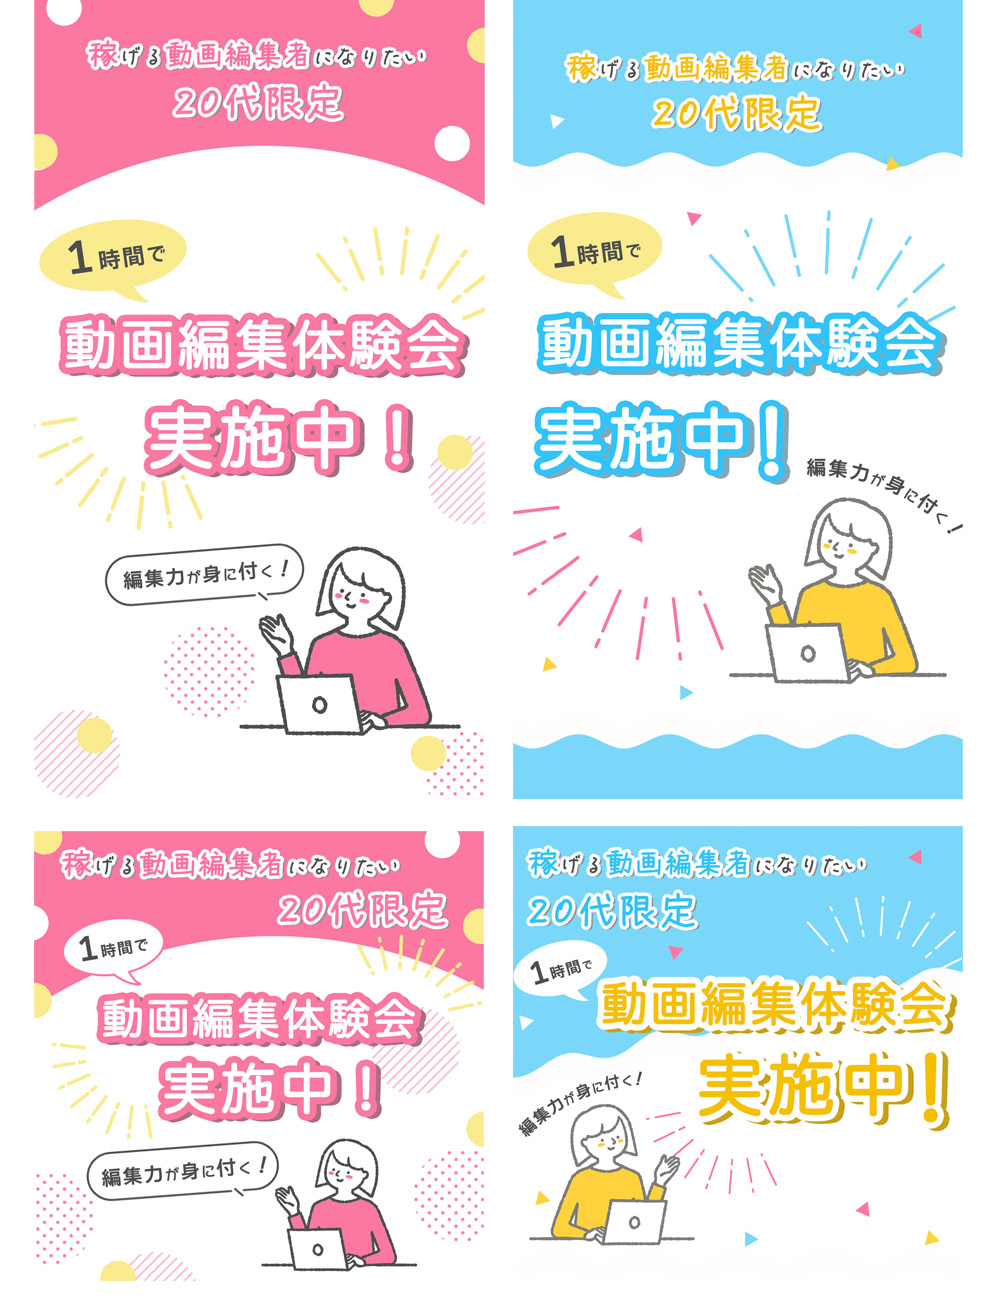 稼げる動画編集者になりたい
20代限定
1時間で
動画編集体験会
実施中！
編集力が身に付く！
稼げる動画編集者になりたい
20代限定
1時間で
動画編集体験会
実施中！
編集力が身に付く！
稼げる動画編集者になりたい
20代限定
1時間で
動画編集体験会
実施中！
編集力が身に付く！
稼げる動画編集者になりたい
20代限定
1時間で
動画編集体験会
実施中！
編集力が身に付く！